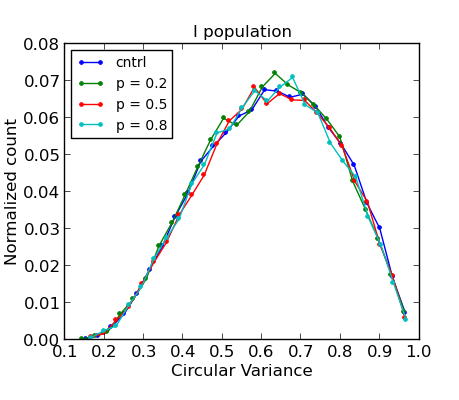 I population
Normalized count
0.08
0.07
0.06
0.05
0.04
0.03
0.02
0.01
0.00
cntrl
p = 0.2
p = 0.5
p = 0.8
0.1 0.2 0.3 0.4 0.5 0.6 0.7 0.8 0.9 1.0
Circular Variance